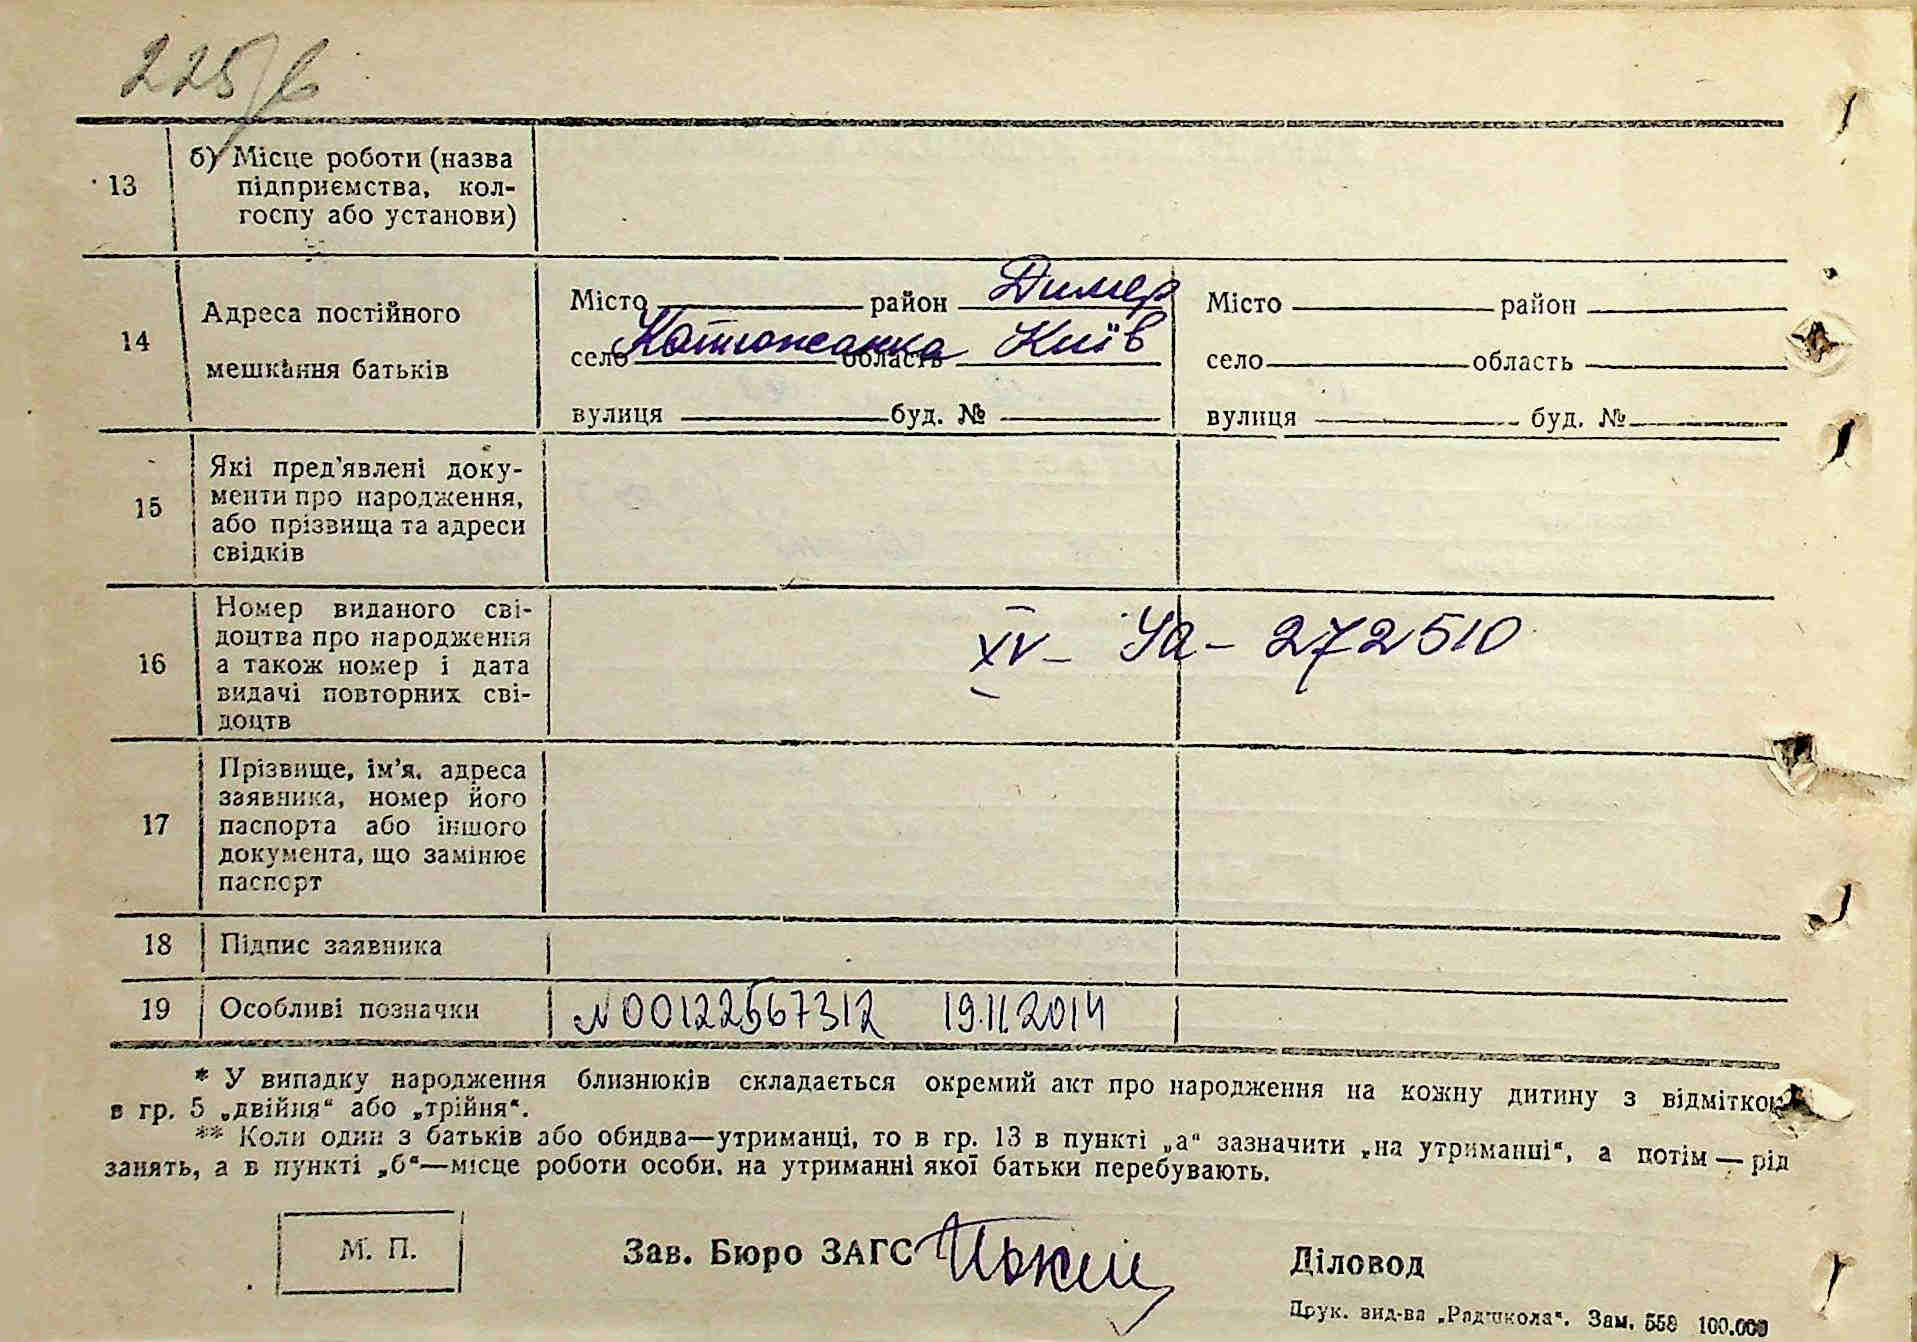 225
13 б) Місце роботи (назва
підприємства, кол-
госпу або установи)
14 Адреса постійного
мешкання батьків
Місто район Димер
село Катюжанка область Київ
вулиця буд. №
Місто район
село область
вулиця буд. №
15 Які пред'явлені доку-
менти про народження,
або прізвища та адреси
свідків
16 Номер виданого сві-
доцтва про народження
а також номер і дата
видачі повторних сві-
доцтв
XV - УА - 272510
17 Прізвище, ім'я, адреса
заявника, номер його
паспорта або іншого
документа, що замінює
паспорт
18 Підпис заявника
19 Особливі позначки N 00122567312 19.11.2014
* У випадку народження близнюків складається окремий акт про народження на кожну дитину з відміткою
в гр. 5 „двійня“ або „трійня“.
** Коли один з батьків або обидва—утриманці, то в гр. 13 в пункті „а“ зазначити „на утриманні“, а потім — рід
занять, а в пункті „б“—місце роботи особи, на утриманні якої батьки перебувають.
М. П.
Зав. Бюро ЗАГС
Діловод
Друк. вид-ва „Радшкола“. Зам. 558 100.000